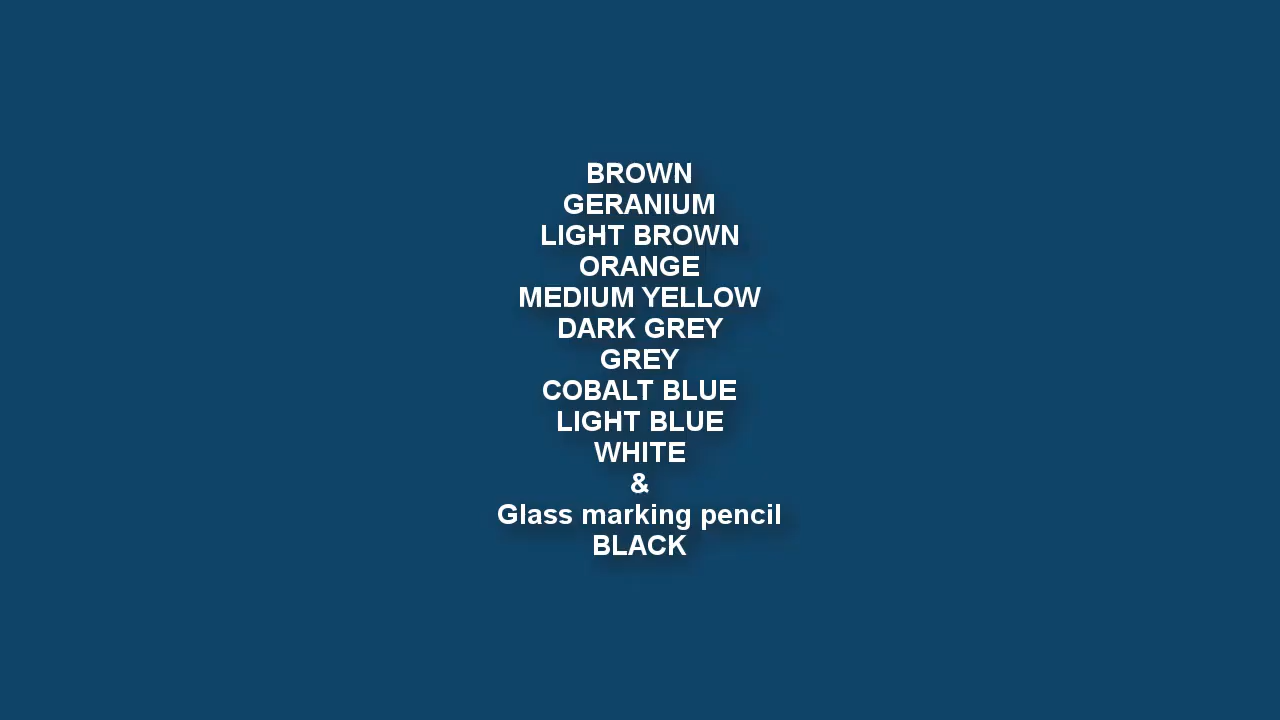 BROWN
GERANIUM
LIGHT BROWN
ORANGE
MEDIUM YELLOW
DARK GREY
GREY
COBALT BLUE
LIGHT BLUE
WHITE
&
Glass marking pencil
BLACK